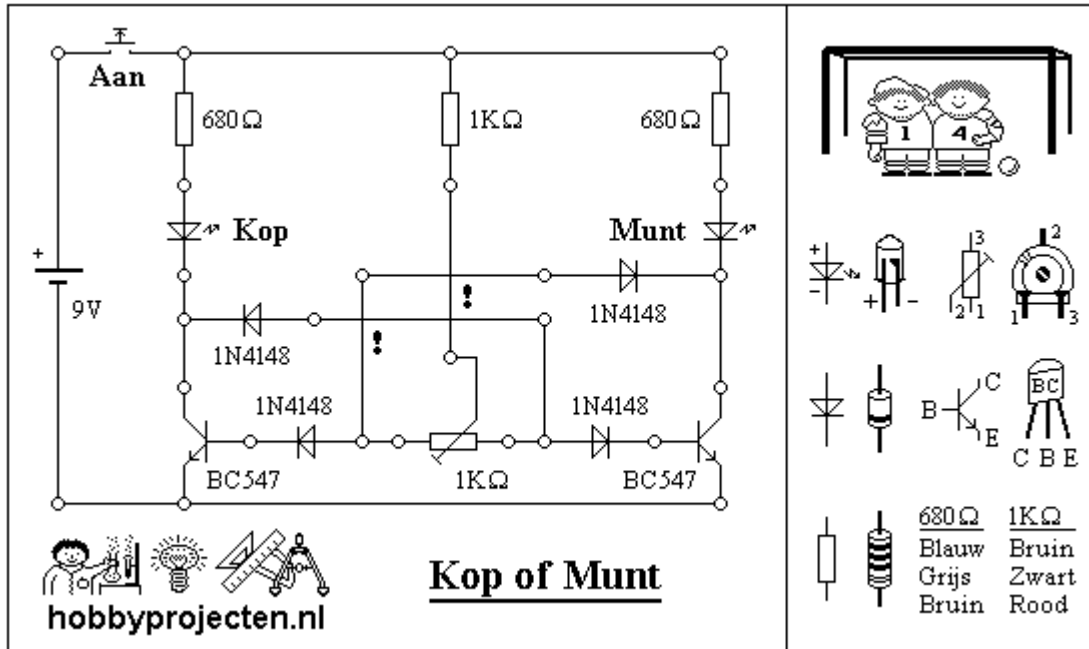 Aan
680Ω
1KΩ
680Ω
Kop
Munt
+
9V
!
!
1N4148
1N4148
1N4148
1N4148
BC547
1KΩ
BC547
hobbyprojecten.nl
Kop of Munt
1 4
+
−
+ -
3
2 1
2
1 3
B C E
BC
C B E
680Ω 1KΩ
Blauw Bruin
Grijs Zwart
Bruin Rood